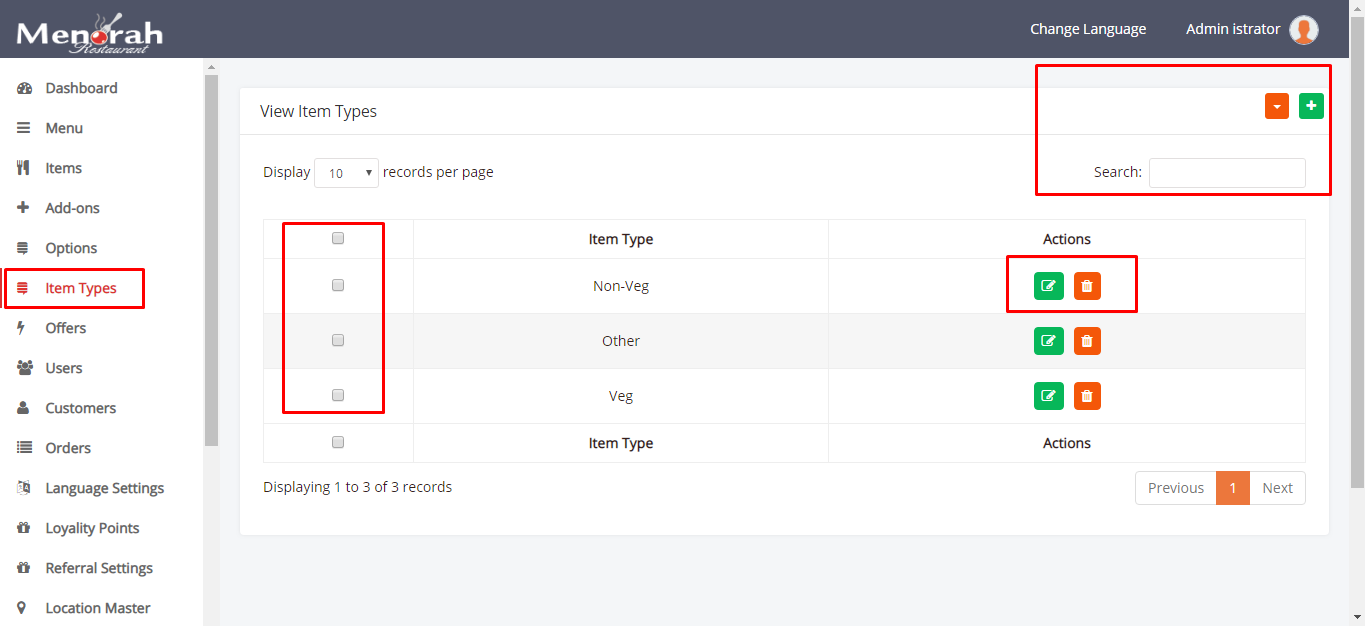 Menorah
Restaurant
Change Language
Admin istrator
Dashboard
Menu
Items
Add-ons
Options
Item Types
Offers
Users
Customers
Orders
Language Settings
Loyality Points
Referral Settings
Location Master
View Item Types
Display 10 records per page
Search:
Item Type Actions
Non-Veg
Other
Veg
Item Type Actions
Displaying 1 to 3 of 3 records
Previous 1 Next